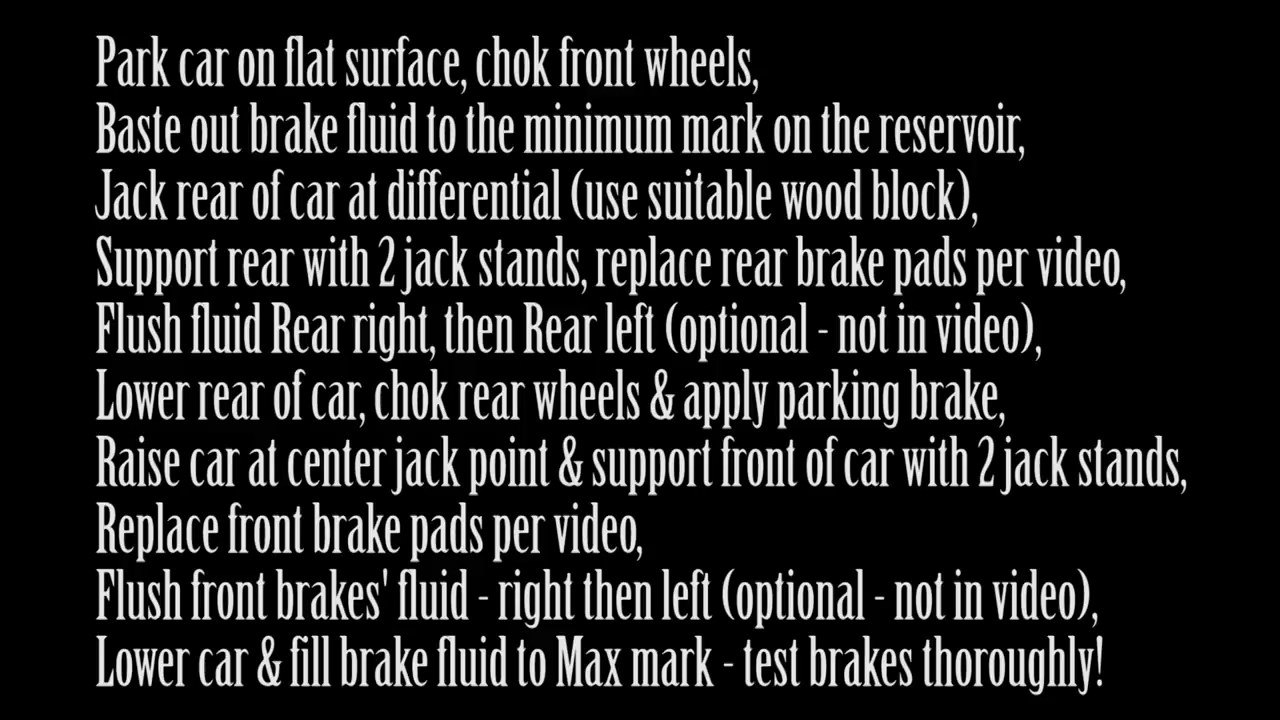 Park car on flat surface, chok front wheels,
Baste out brake fluid to the minimum mark on the reservoir,
Jack rear of car at differential (use suitable wood block),
Support rear with 2 jack stands, replace rear brake pads per video,
Flush fluid Rear right, then Rear left (optional - not in video),
Lower rear of car, chok rear wheels & apply parking brake,
Raise car at center jack point & support front of car with 2 jack stands,
Replace front brake pads per video,
Flush front brakes' fluid - right then left (optional - not in video),
Lower car & fill brake fluid to Max mark - test brakes thoroughly!